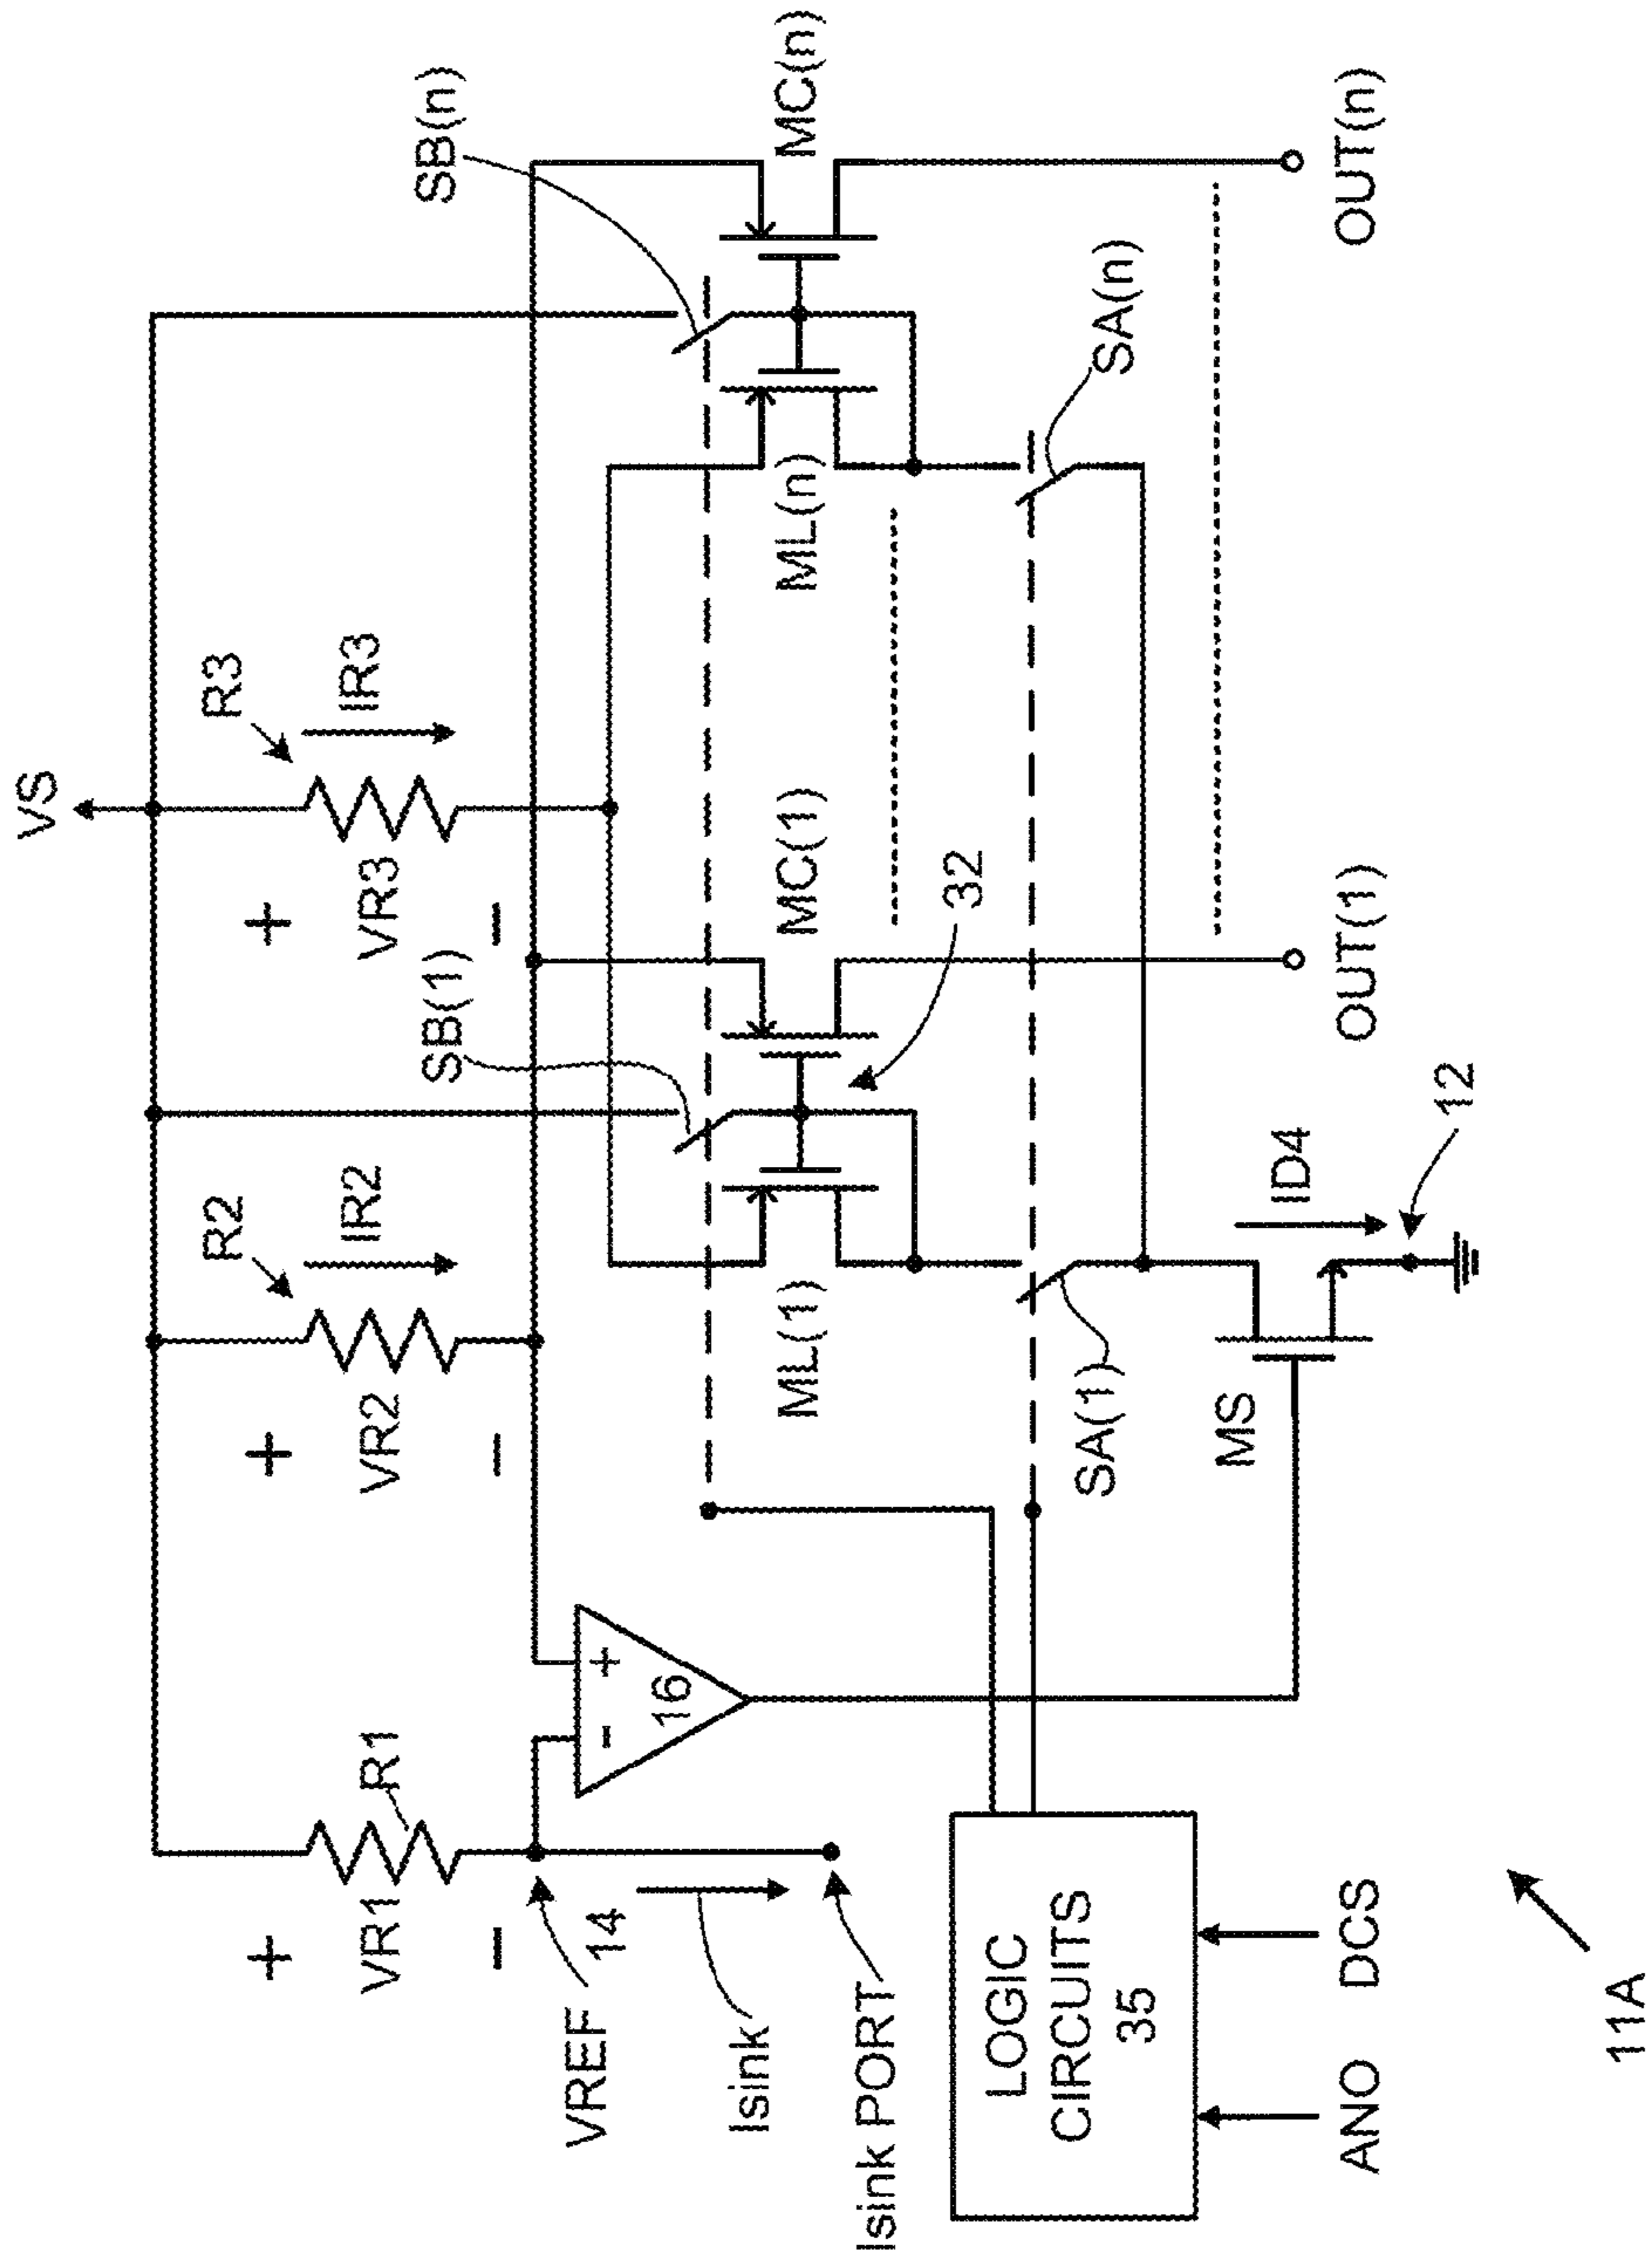 VS
R2
R3
+
+
+
VR1
R1
VR2
IR2
VR3
IR3
−
−
−
SB(1)
SB(n)
VREF
14
- +
16
Isink
Isink PORT
ML(1)
MC(1)
ML(n)
MC(n)
32
LOGIC
CIRCUITS
35
SA(1)
SA(n)
MS
ID4
12
OUT(1)
OUT(n)
ANO
DCS
11A